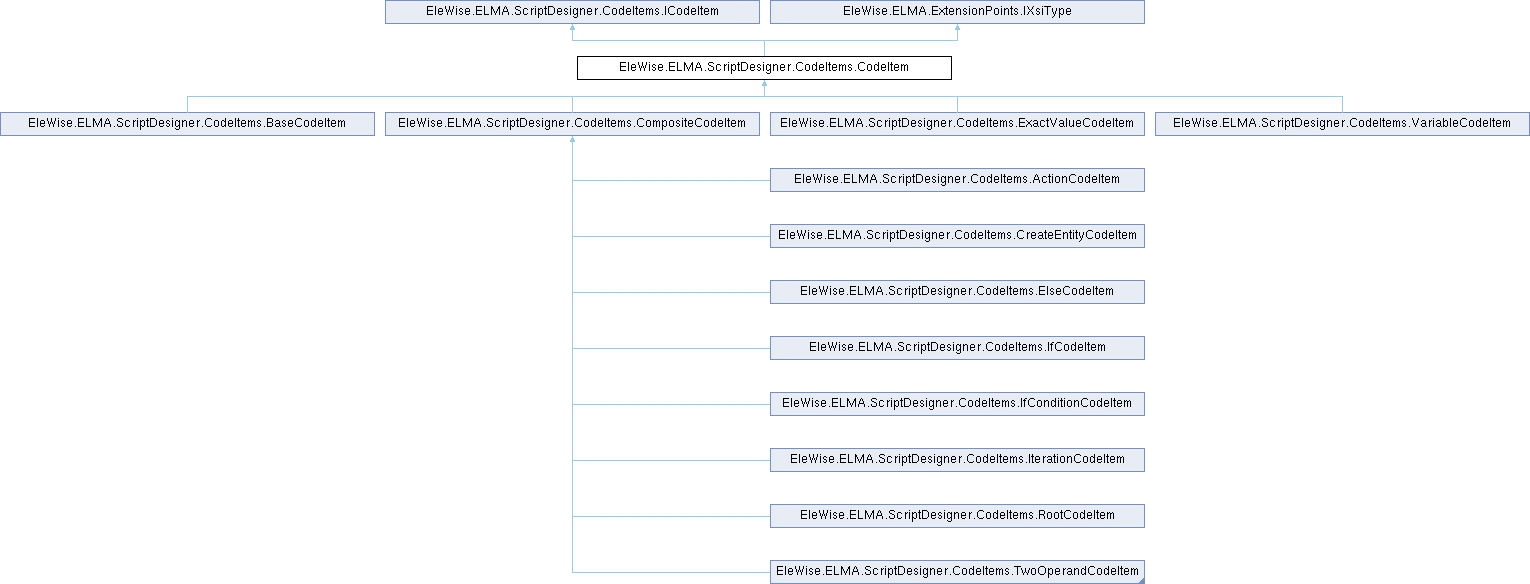 EleWise.ELMA.ScriptDesigner.CodeItems.ICodeItem
EleWise.ELMA.ExtensionPoints.IXsiType
EleWise.ELMA.ScriptDesigner.CodeItems.CodeItem
EleWise.ELMA.ScriptDesigner.CodeItems.BaseCodeItem
EleWise.ELMA.ScriptDesigner.CodeItems.CompositeCodeItem
EleWise.ELMA.ScriptDesigner.CodeItems.ExactValueCodeItem
EleWise.ELMA.ScriptDesigner.CodeItems.VariableCodeItem
EleWise.ELMA.ScriptDesigner.CodeItems.ActionCodeItem
EleWise.ELMA.ScriptDesigner.CodeItems.CreateEntityCodeItem
EleWise.ELMA.ScriptDesigner.CodeItems.ElseCodeItem
EleWise.ELMA.ScriptDesigner.CodeItems.IfCodeItem
EleWise.ELMA.ScriptDesigner.CodeItems.IfConditionCodeItem
EleWise.ELMA.ScriptDesigner.CodeItems.IterationCodeItem
EleWise.ELMA.ScriptDesigner.CodeItems.RootCodeItem
EleWise.ELMA.ScriptDesigner.CodeItems.TwoOperandCodeItem